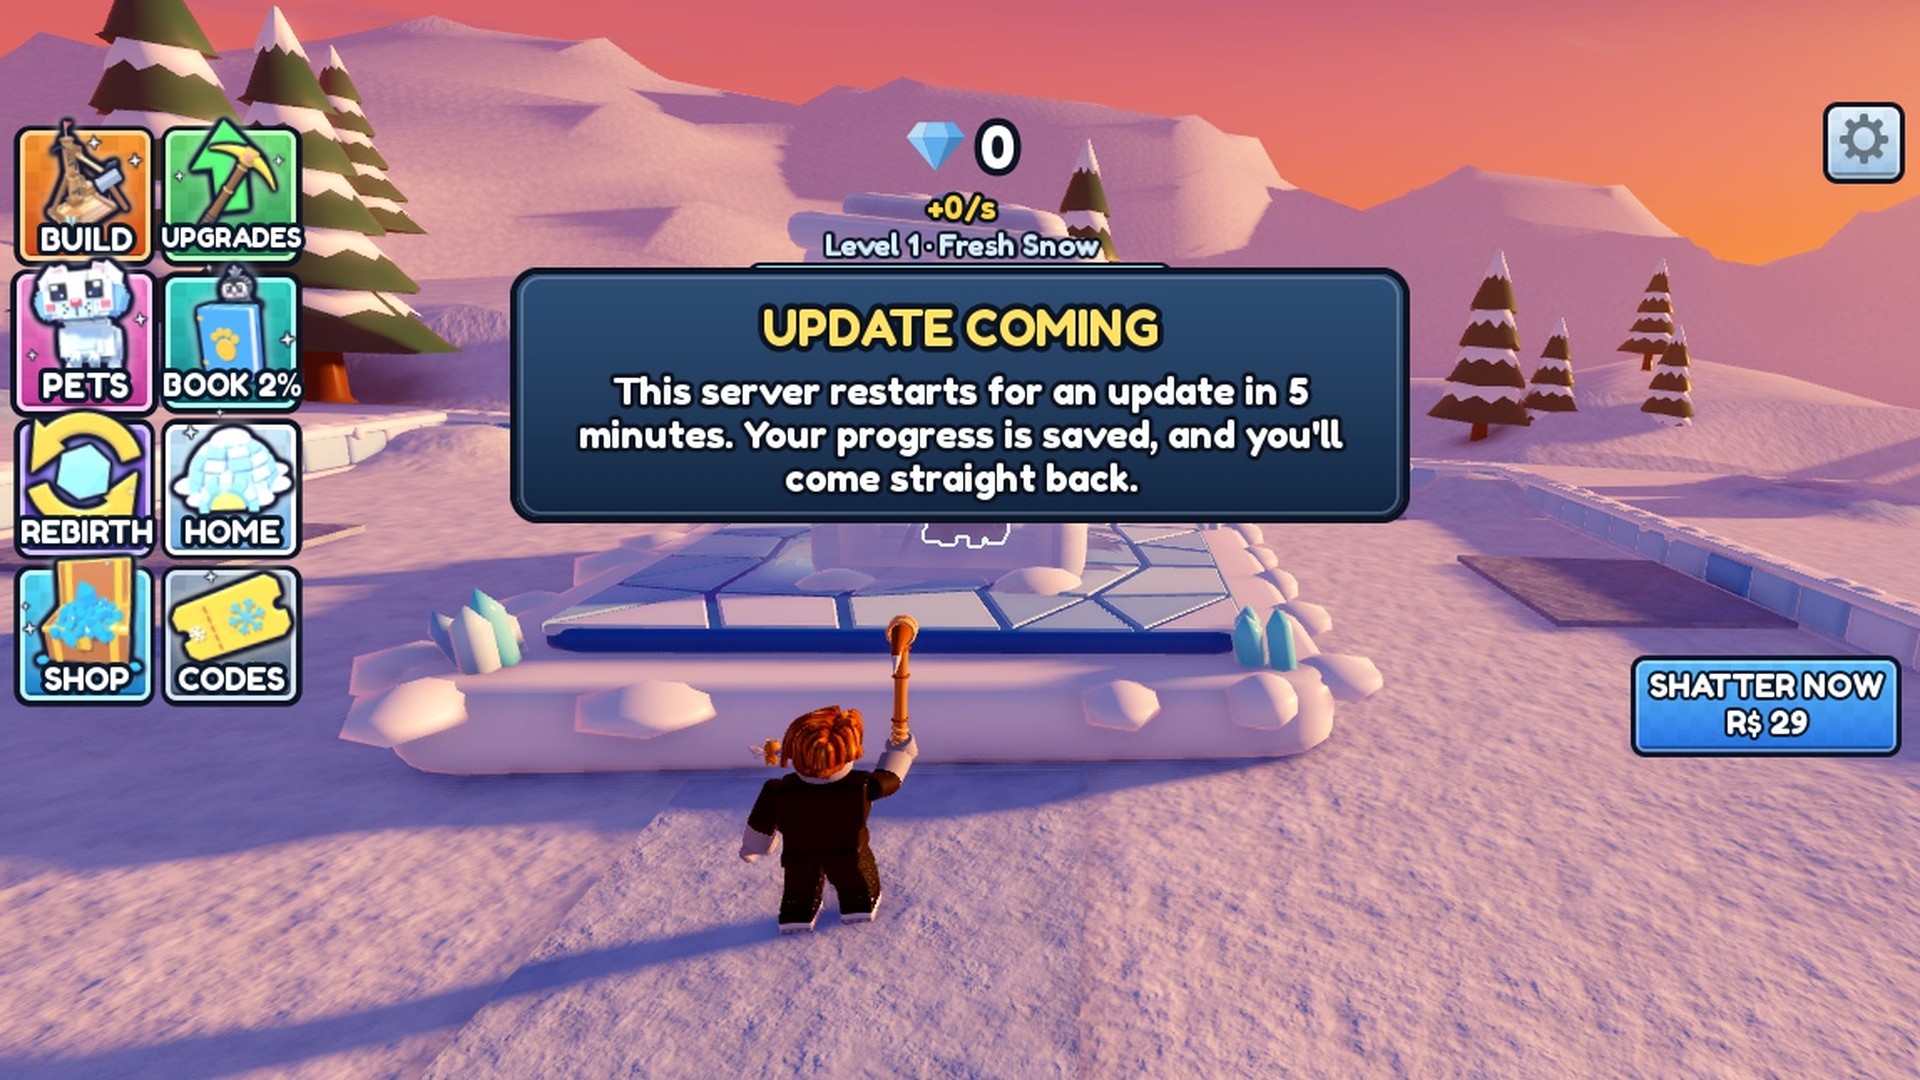 0
+0/s
Level 1 · Fresh Snow
BUILD
UPGRADES
PETS
BOOK 2%
REBIRTH
HOME
SHOP
CODES
UPDATE COMING
This server restarts for an update in 5
minutes. Your progress is saved, and you'll
come straight back.
SHATTER NOW
R$ 29